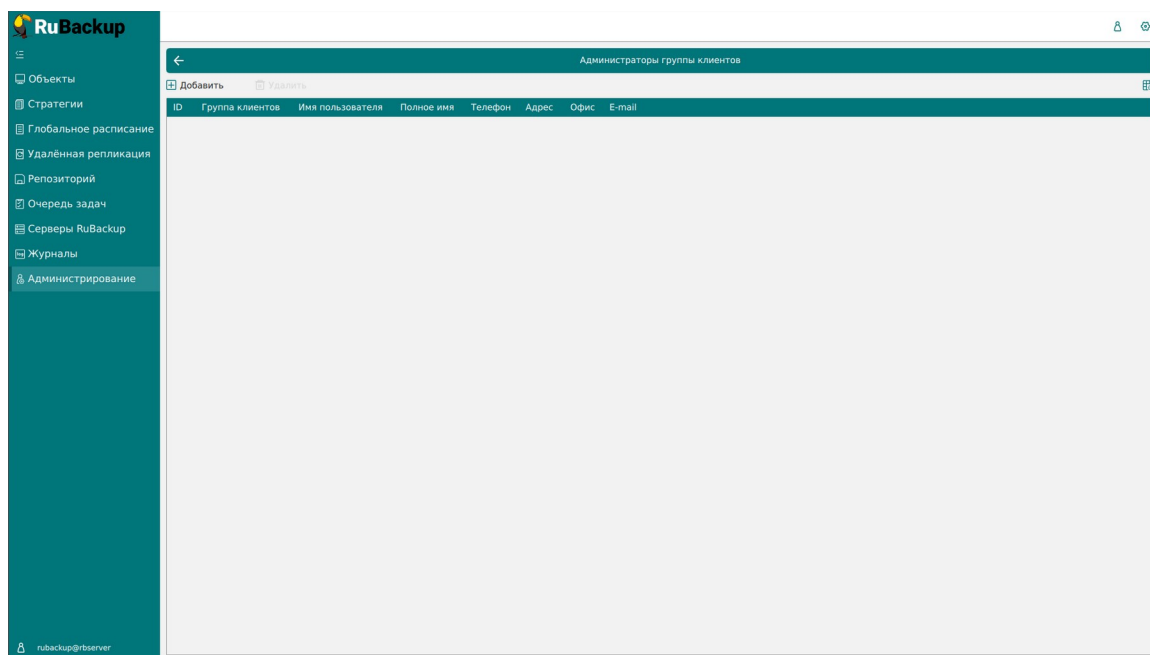 RuBackup
Администраторы группы клиентов
Добавить Удалить
ID Группа клиентов Имя пользователя Полное имя Телефон Адрес Офис E-mail
Объекты
Стратегии
Глобальное расписание
Удалённая репликация
Репозиторий
Очередь задач
Серверы RuBackup
Журналы
Администрирование
rubackup@rbserver